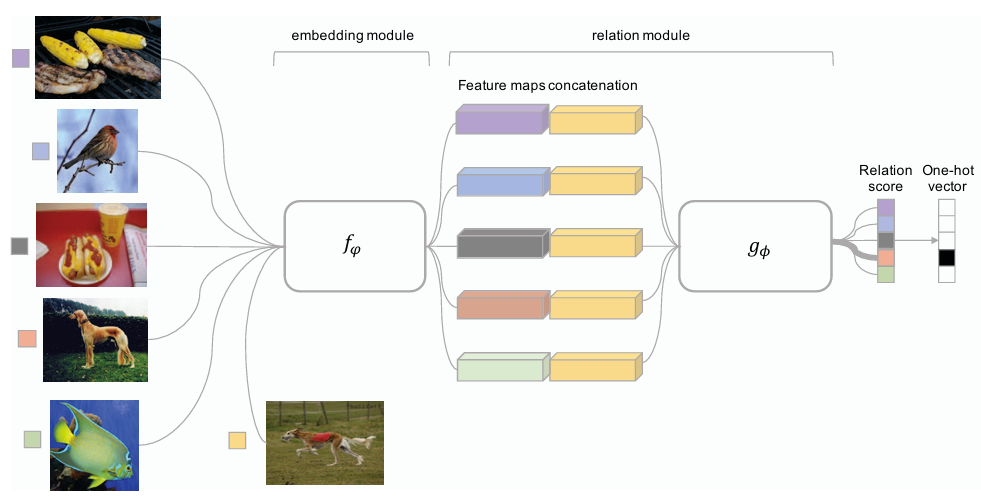 embedding module
relation module
Feature maps concatenation
f_φ
g_ϕ
Relation
score
One-hot
vector